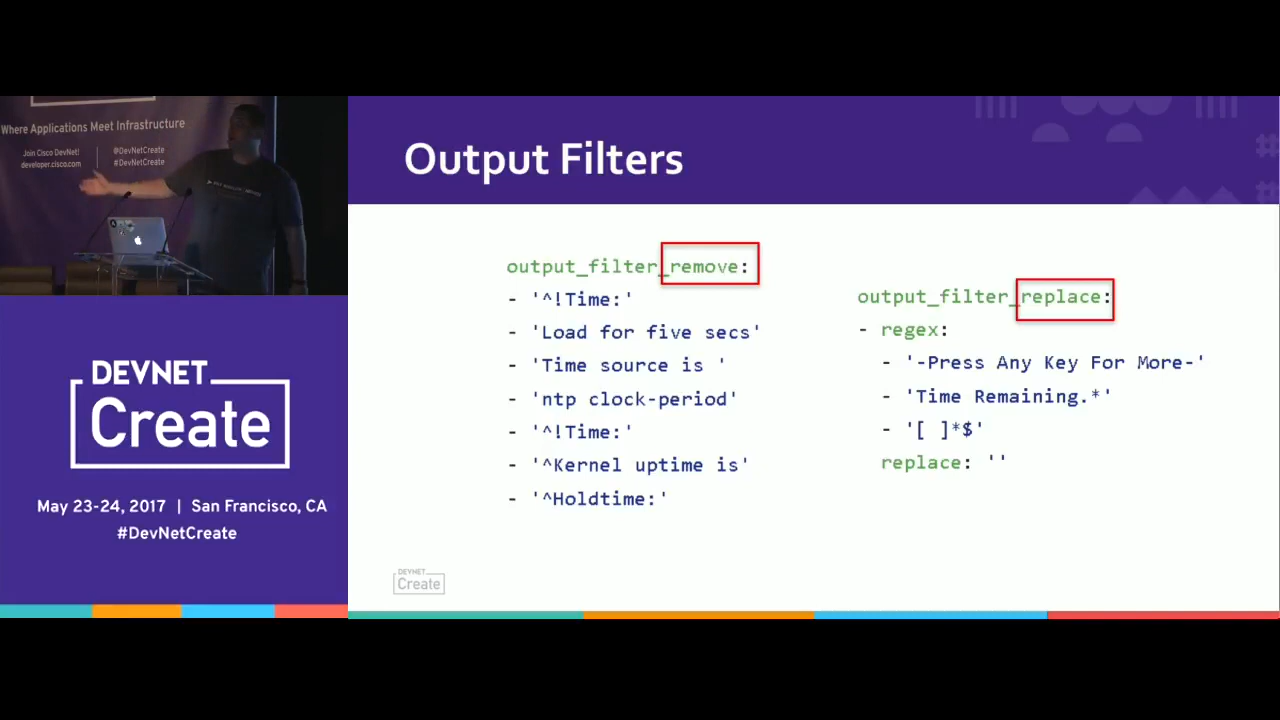 Where Applications Meet Infrastructure
Join Cisco DevNet!
developer.cisco.com
@DevNetCreate
#DevNetCreate
DEVNET
Create
May 23-24, 2017 | San Francisco, CA
#DevNetCreate
Output Filters
output_filter_remove:
- '^!Time:'
- 'Load for five secs'
- 'Time source is '
- 'ntp clock-period'
- '^!Time:'
- '^Kernel uptime is'
- '^Holdtime:'
output_filter_replace:
- regex:
- '-Press Any Key For More-'
- 'Time Remaining.*'
- '[ ]*$'
replace: ''
DEVNET
Create